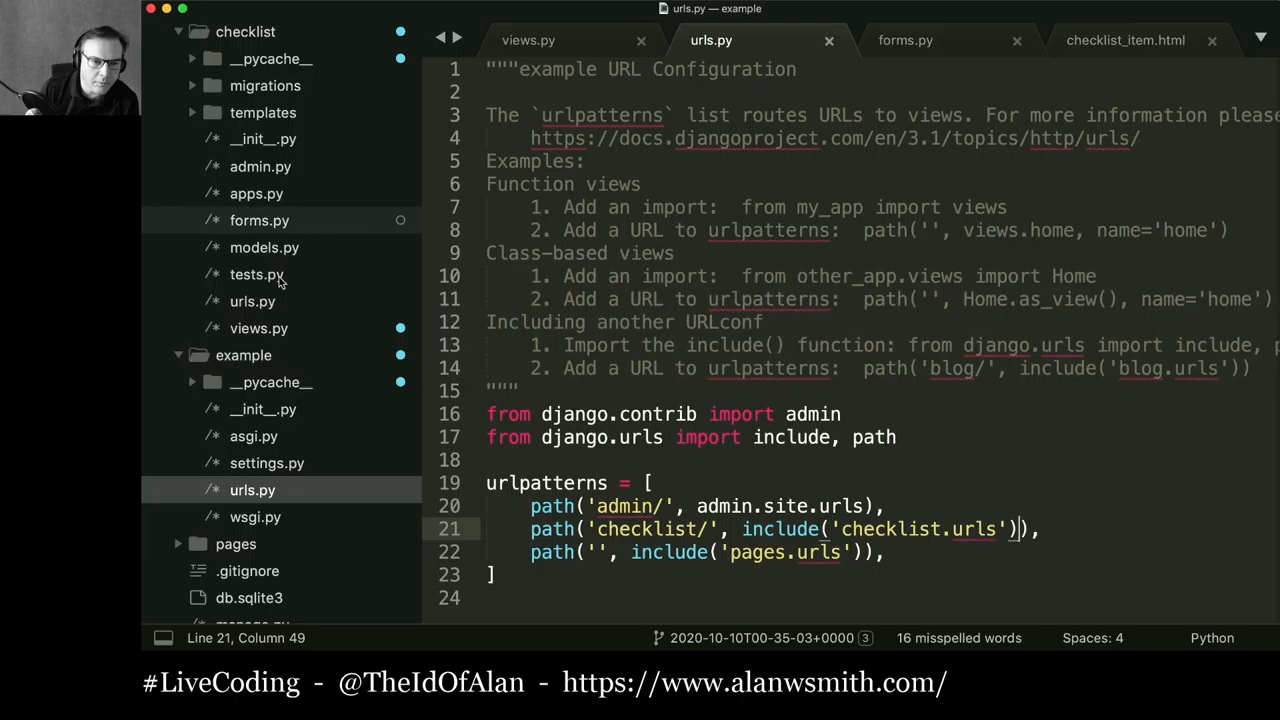 urls.py — example
checklist
__pycache__
migrations
templates
/* __init__.py
/* admin.py
/* apps.py
/* forms.py
/* models.py
/* tests.py
/* urls.py
/* views.py
example
__pycache__
/* __init__.py
/* asgi.py
/* settings.py
/* urls.py
/* wsgi.py
pages
/* .gitignore
db.sqlite3
views.py
urls.py
forms.py
checklist_item.html
1 """example URL Configuration
2
3 The `urlpatterns` list routes URLs to views. For more information please
4 https://docs.djangoproject.com/en/3.1/topics/http/urls/
5 Examples:
6 Function views
7 1. Add an import:  from my_app import views
8 2. Add a URL to urlpatterns:  path('', views.home, name='home')
9 Class-based views
10 1. Add an import:  from other_app.views import Home
11 2. Add a URL to urlpatterns:  path('', Home.as_view(), name='home')
12 Including another URLconf
13 1. Import the include() function: from django.urls import include, p
14 2. Add a URL to urlpatterns:  path('blog/', include('blog.urls'))
15 """
16 from django.contrib import admin
17 from django.urls import include, path
18
19 urlpatterns = [
20 path('admin/', admin.site.urls),
21 path('checklist/', include('checklist.urls')),
22 path('', include('pages.urls')),
23 ]
24
Line 21, Column 49
2020-10-10T00-35-03+0000 3
16 misspelled words
Spaces: 4
Python
#LiveCoding - @TheIdOfAlan - https://www.alanwsmith.com/